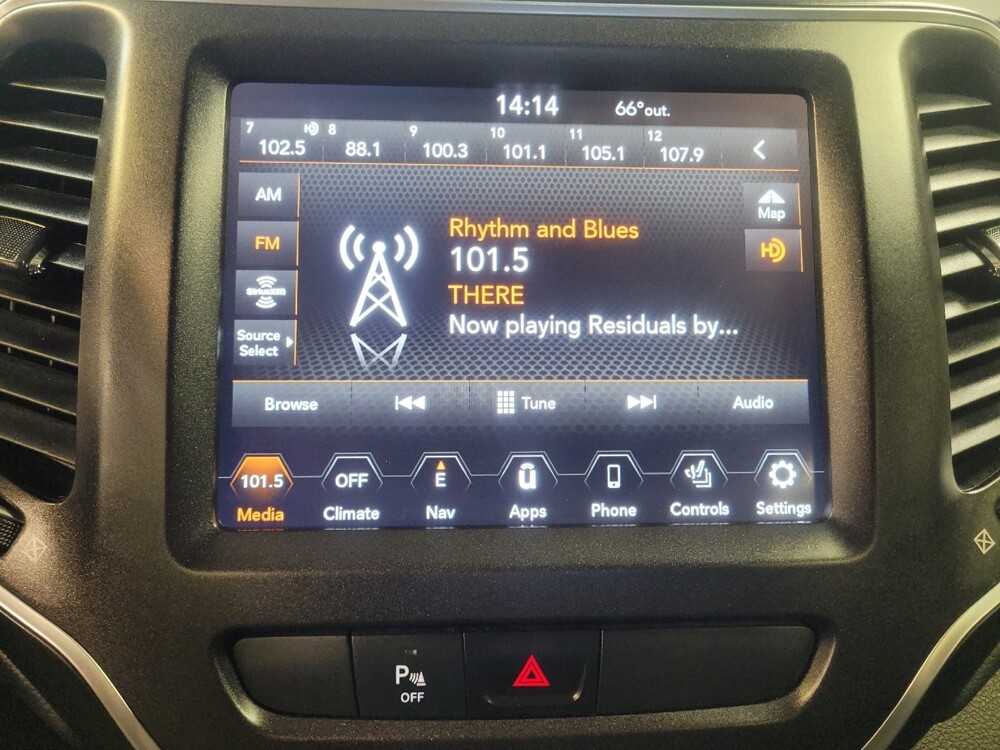 14:14 66°out.
7 8 9 10 11 12
102.5 88.1 100.3 101.1 105.1 107.9
AM
Map
Rhythm and Blues
FM
HD
101.5
SiriusXM
THERE
Source
Select
Now playing Residuals by...
Browse Tune Audio
101.5 OFF E u
Media Climate Nav Apps Phone Controls Settings
P
OFF